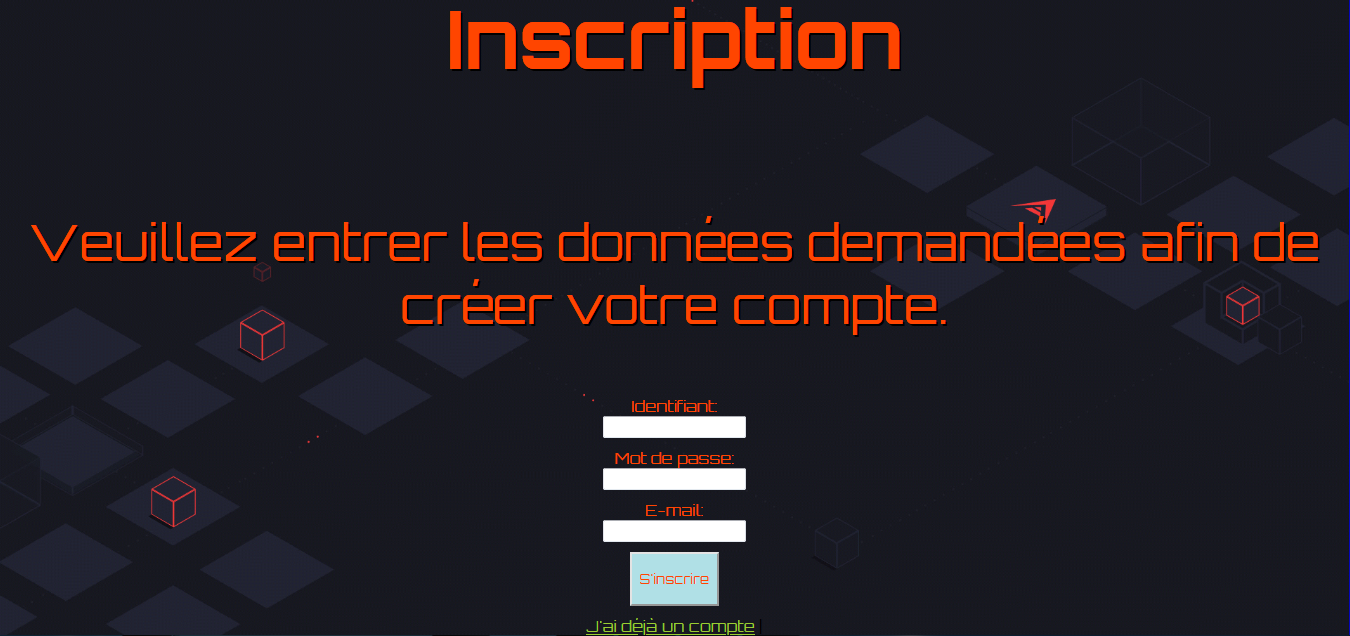 Inscription
Veuillez entrer les données demandées afin de
créer votre compte.
Identifiant:
Mot de passe:
E-mail:
S'inscrire
J'ai déjà un compte